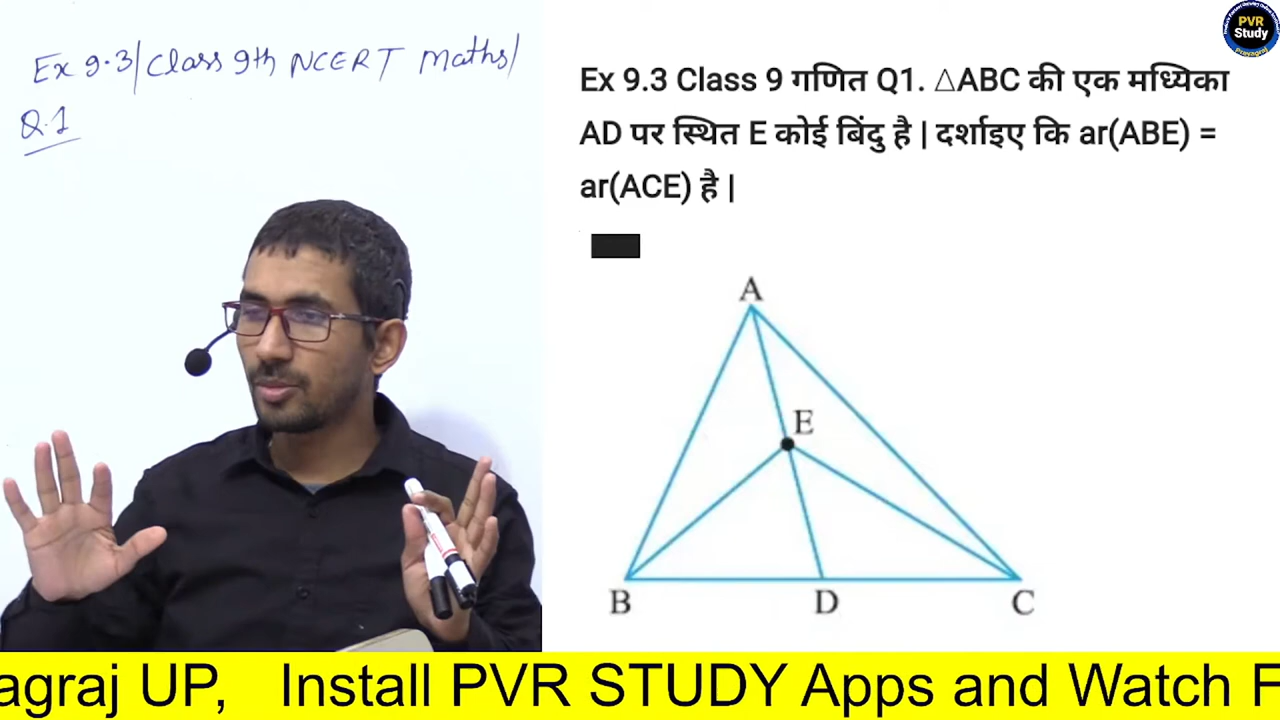 Ex 9.3/Class 9th NCERT Maths/
Q.1
PVR
Study
Ex 9.3 Class 9 गणित Q1. △ABC की एक मध्यिका
AD पर स्थित E कोई बिंदु है | दर्शाइए कि ar(ABE) =
ar(ACE) है |
A
E
B
D
C
agraj UP, Install PVR STUDY Apps and Watch F